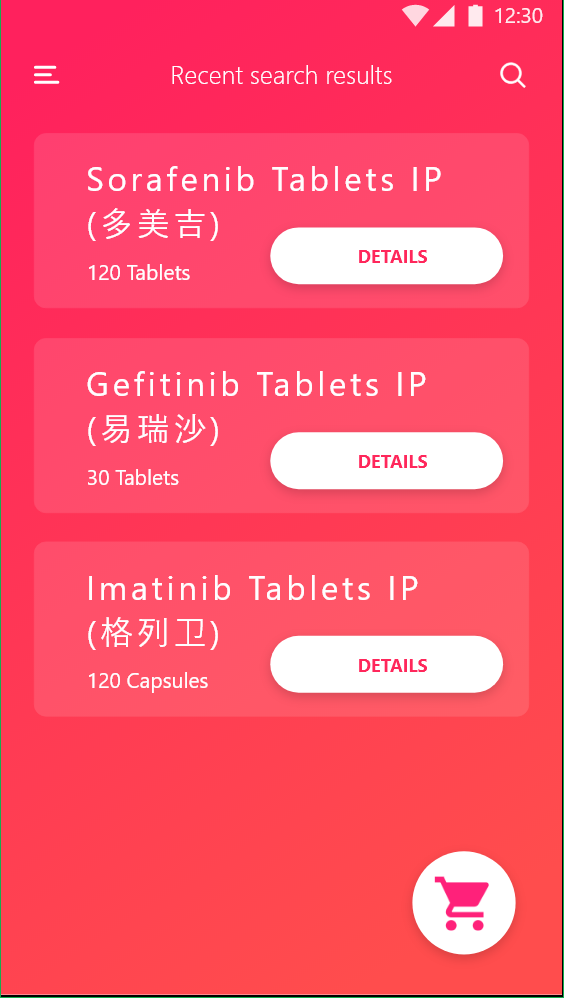 12:30
Recent search results
Sorafenib Tablets IP
(多美吉)
120 Tablets
DETAILS
Gefitinib Tablets IP
(易瑞沙)
30 Tablets
DETAILS
Imatinib Tablets IP
(格列卫)
120 Capsules
DETAILS